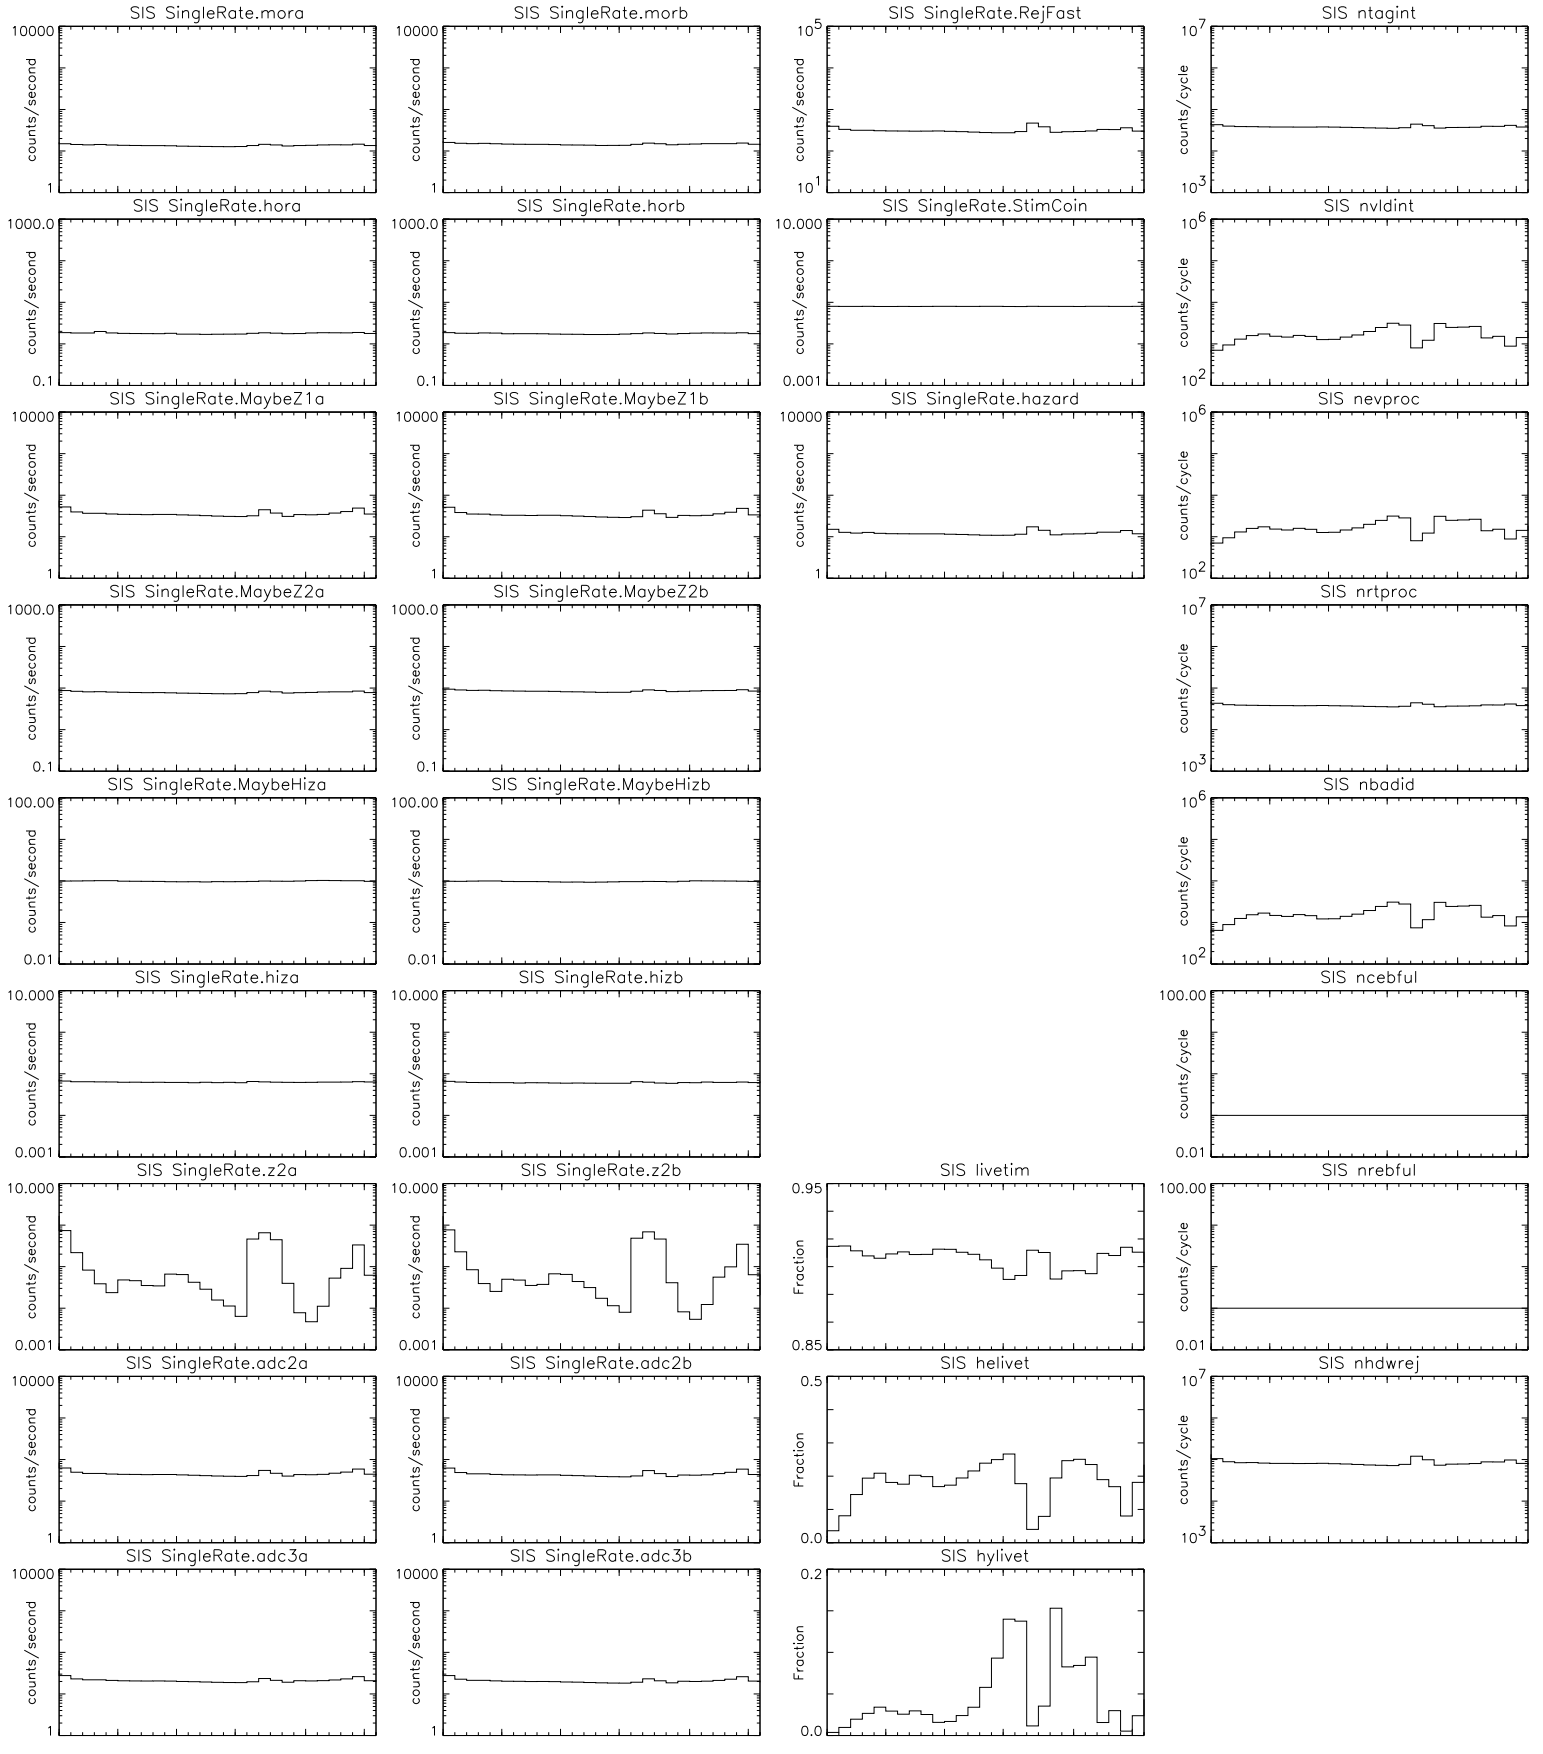 SIS SingleRate.mora
10000
counts/second
1
SIS SingleRate.morb
10000
counts/second
1
SIS SingleRate.RejFast
10^5
counts/second
10^1
SIS ntagint
10^7
counts/cycle
10^3
SIS SingleRate.hora
1000.0
counts/second
0.1
SIS SingleRate.horb
1000.0
counts/second
0.1
SIS SingleRate.StimCoin
10.000
counts/second
0.001
SIS nvldint
10^6
counts/cycle
10^2
SIS SingleRate.MaybeZ1a
10000
counts/second
1
SIS SingleRate.MaybeZ1b
10000
counts/second
1
SIS SingleRate.hazard
10000
counts/second
1
SIS nevproc
10^6
counts/cycle
10^2
SIS SingleRate.MaybeZ2a
1000.0
counts/second
0.1
SIS SingleRate.MaybeZ2b
1000.0
counts/second
0.1
SIS nrtproc
10^7
counts/cycle
10^3
SIS SingleRate.MaybeHiza
100.00
counts/second
0.01
SIS SingleRate.MaybeHizb
100.00
counts/second
0.01
SIS nbadid
10^6
counts/cycle
10^2
SIS SingleRate.hiza
10.000
counts/second
0.001
SIS SingleRate.hizb
10.000
counts/second
0.001
SIS ncebful
100.00
counts/cycle
0.01
SIS SingleRate.z2a
10.000
counts/second
0.001
SIS SingleRate.z2b
10.000
counts/second
0.001
SIS livetim
0.95
Fraction
0.85
SIS nrebful
100.00
counts/cycle
0.01
SIS SingleRate.adc2a
10000
counts/second
1
SIS SingleRate.adc2b
10000
counts/second
1
SIS helivet
0.5
Fraction
0.0
SIS nhdwrej
10^7
counts/cycle
10^3
SIS SingleRate.adc3a
10000
counts/second
1
SIS SingleRate.adc3b
10000
counts/second
1
SIS hylivet
0.2
Fraction
0.0